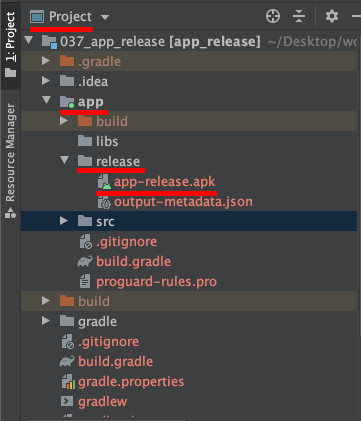 Project
1: Project
Resource Manager
037_app_release [app_release] ~/Desktop/wo
.gradle
.idea
app
build
libs
release
app-release.apk
output-metadata.json
src
.gitignore
build.gradle
proguard-rules.pro
build
gradle
.gitignore
build.gradle
gradle.properties
gradlew